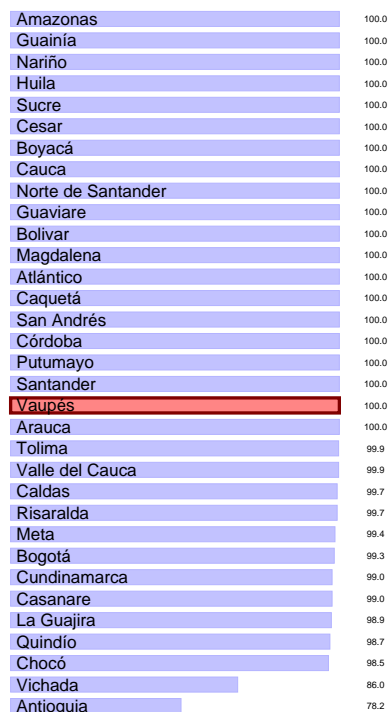 Amazonas 100.0
Guainía 100.0
Nariño 100.0
Huila 100.0
Sucre 100.0
Cesar 100.0
Boyacá 100.0
Cauca 100.0
Norte de Santander 100.0
Guaviare 100.0
Bolivar 100.0
Magdalena 100.0
Atlántico 100.0
Caquetá 100.0
San Andrés 100.0
Córdoba 100.0
Putumayo 100.0
Santander 100.0
Vaupés 100.0
Arauca 100.0
Tolima 99.9
Valle del Cauca 99.9
Caldas 99.7
Risaralda 99.7
Meta 99.4
Bogotá 99.3
Cundinamarca 99.0
Casanare 99.0
La Guajira 98.9
Quindío 98.7
Chocó 98.5
Vichada 86.0
Antioquia 78.2